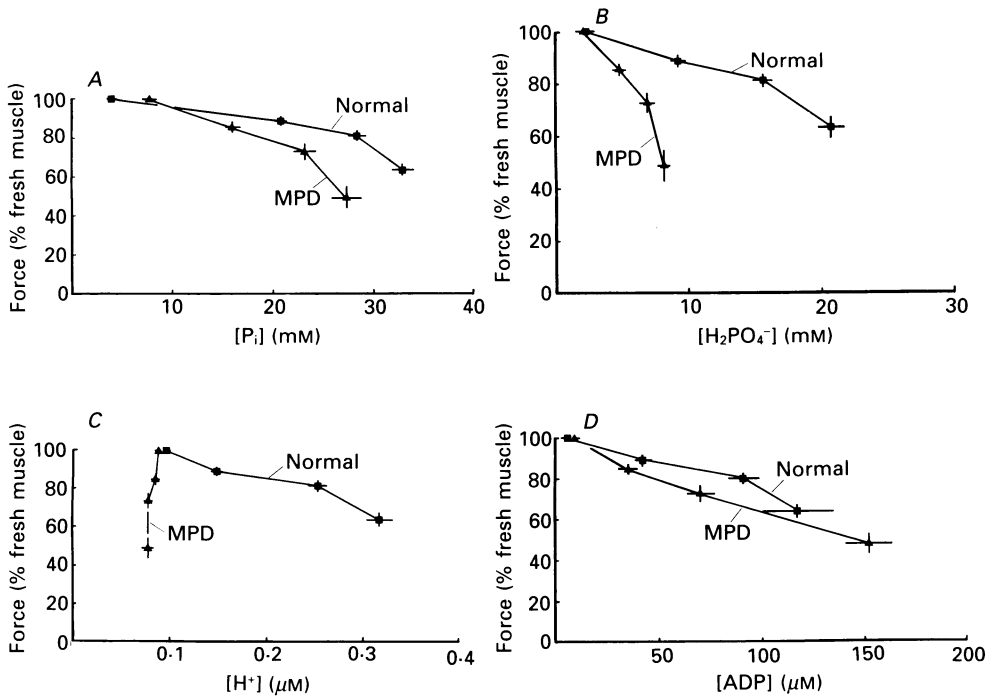 A
Force (% fresh muscle)
100
80
60
40
20
0
Normal
MPD
10 20 30 40
[Pi] (mM)
B
Force (% fresh muscle)
100
80
60
40
20
0
Normal
MPD
10 20 30
[H₂PO₄⁻] (mM)
C
Force (% fresh muscle)
100
80
60
40
20
0
Normal
MPD
0·1 0·2 0·3 0·4
[H⁺] (μM)
D
Force (% fresh muscle)
100
80
60
40
20
0
Normal
MPD
50 100 150 200
[ADP] (μM)